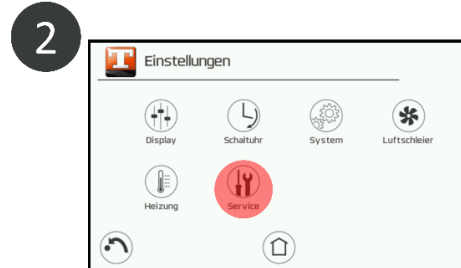 2
T Einstellungen
Display Schaltuhr System Luftschleier
Heizung Service